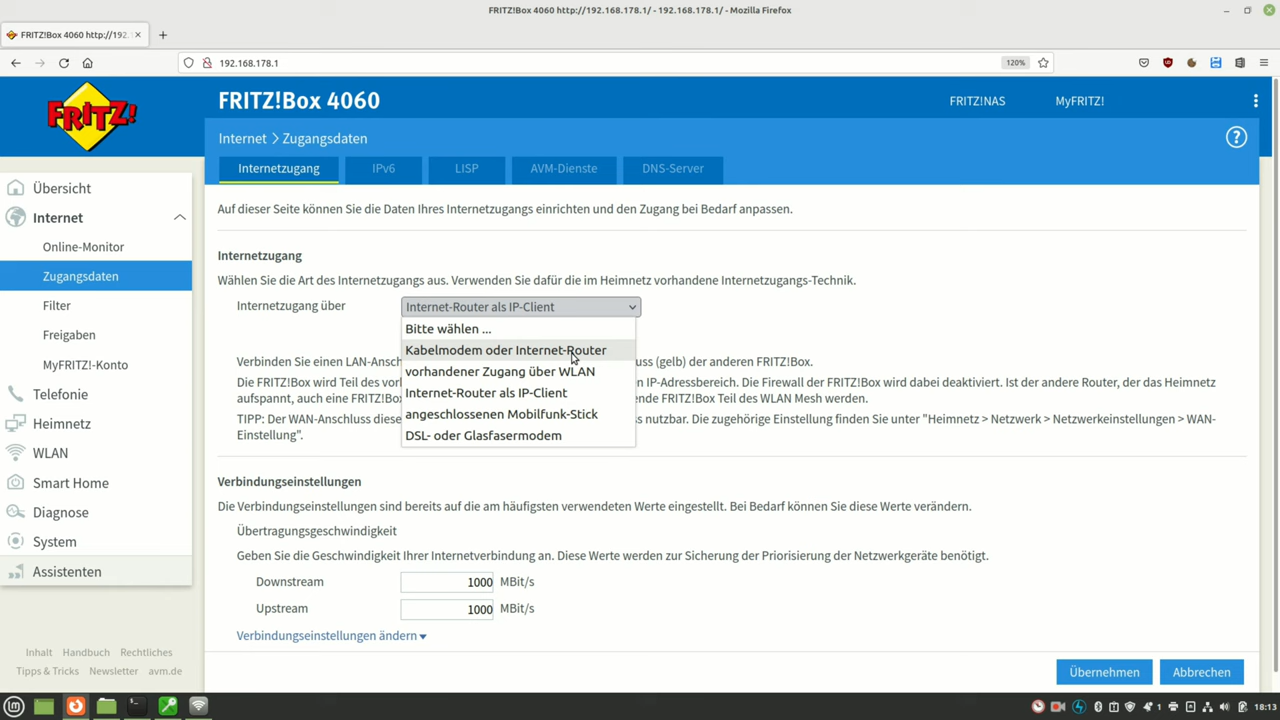 FRITZ!Box 4060 http://192.168.178.1/ - 192.168.178.1/ - Mozilla Firefox
FRITZ!Box 4060 http://192.
192.168.178.1
120%
FRITZ!
FRITZ!Box 4060
FRITZ!NAS
MyFRITZ!
Internet > Zugangsdaten
Internetzugang
IPv6
LISP
AVM-Dienste
DNS-Server
Übersicht
Internet
Online-Monitor
Zugangsdaten
Filter
Freigaben
MyFRITZ!-Konto
Telefonie
Heimnetz
WLAN
Smart Home
Diagnose
System
Assistenten
Inhalt Handbuch Rechtliches
Tipps & Tricks Newsletter avm.de
Auf dieser Seite können Sie die Daten Ihres Internetzugangs einrichten und den Zugang bei Bedarf anpassen.
Internetzugang
Wählen Sie die Art des Internetzugangs aus. Verwenden Sie dafür die im Heimnetz vorhandene Internetzugangs-Technik.
Internetzugang über
Internet-Router als IP-Client
Bitte wählen ...
Kabelmodem oder Internet-Router
vorhandener Zugang über WLAN
Internet-Router als IP-Client
angeschlossenen Mobilfunk-Stick
DSL- oder Glasfasermodem
Verbinden Sie einen LAN-Ansch uss (gelb) der anderen FRITZ!Box.
Die FRITZ!Box wird Teil des vor IP-Adressbereich. Die Firewall der FRITZ!Box wird dabei deaktiviert. Ist der andere Router, der das Heimnetz
aufspannt, auch eine FRITZ!Box ende FRITZ!Box Teil des WLAN Mesh werden.
TIPP: Der WAN-Anschluss diese ss nutzbar. Die zugehörige Einstellung finden Sie unter "Heimnetz > Netzwerk > Netzwerkeinstellungen > WAN-
Einstellung".
Verbindungseinstellungen
Die Verbindungseinstellungen sind bereits auf die am häufigsten verwendeten Werte eingestellt. Bei Bedarf können Sie diese Werte verändern.
Übertragungsgeschwindigkeit
Geben Sie die Geschwindigkeit Ihrer Internetverbindung an. Diese Werte werden zur Sicherung der Priorisierung der Netzwerkgeräte benötigt.
Downstream 1000 MBit/s
Upstream 1000 MBit/s
Verbindungseinstellungen ändern
Übernehmen
Abbrechen
1
18:13